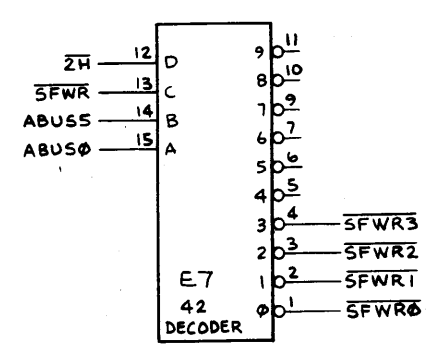 9 11
2H 12 D
8 10
SFWR 13 C
7 9
ABUS5 14 B
6 7
ABUSØ 15 A
5 6
4 5
3 4 SFWR3
2 3 SFWR2
E7
1 2 SFWR1
42
Ø 1 SFWRØ
DECODER